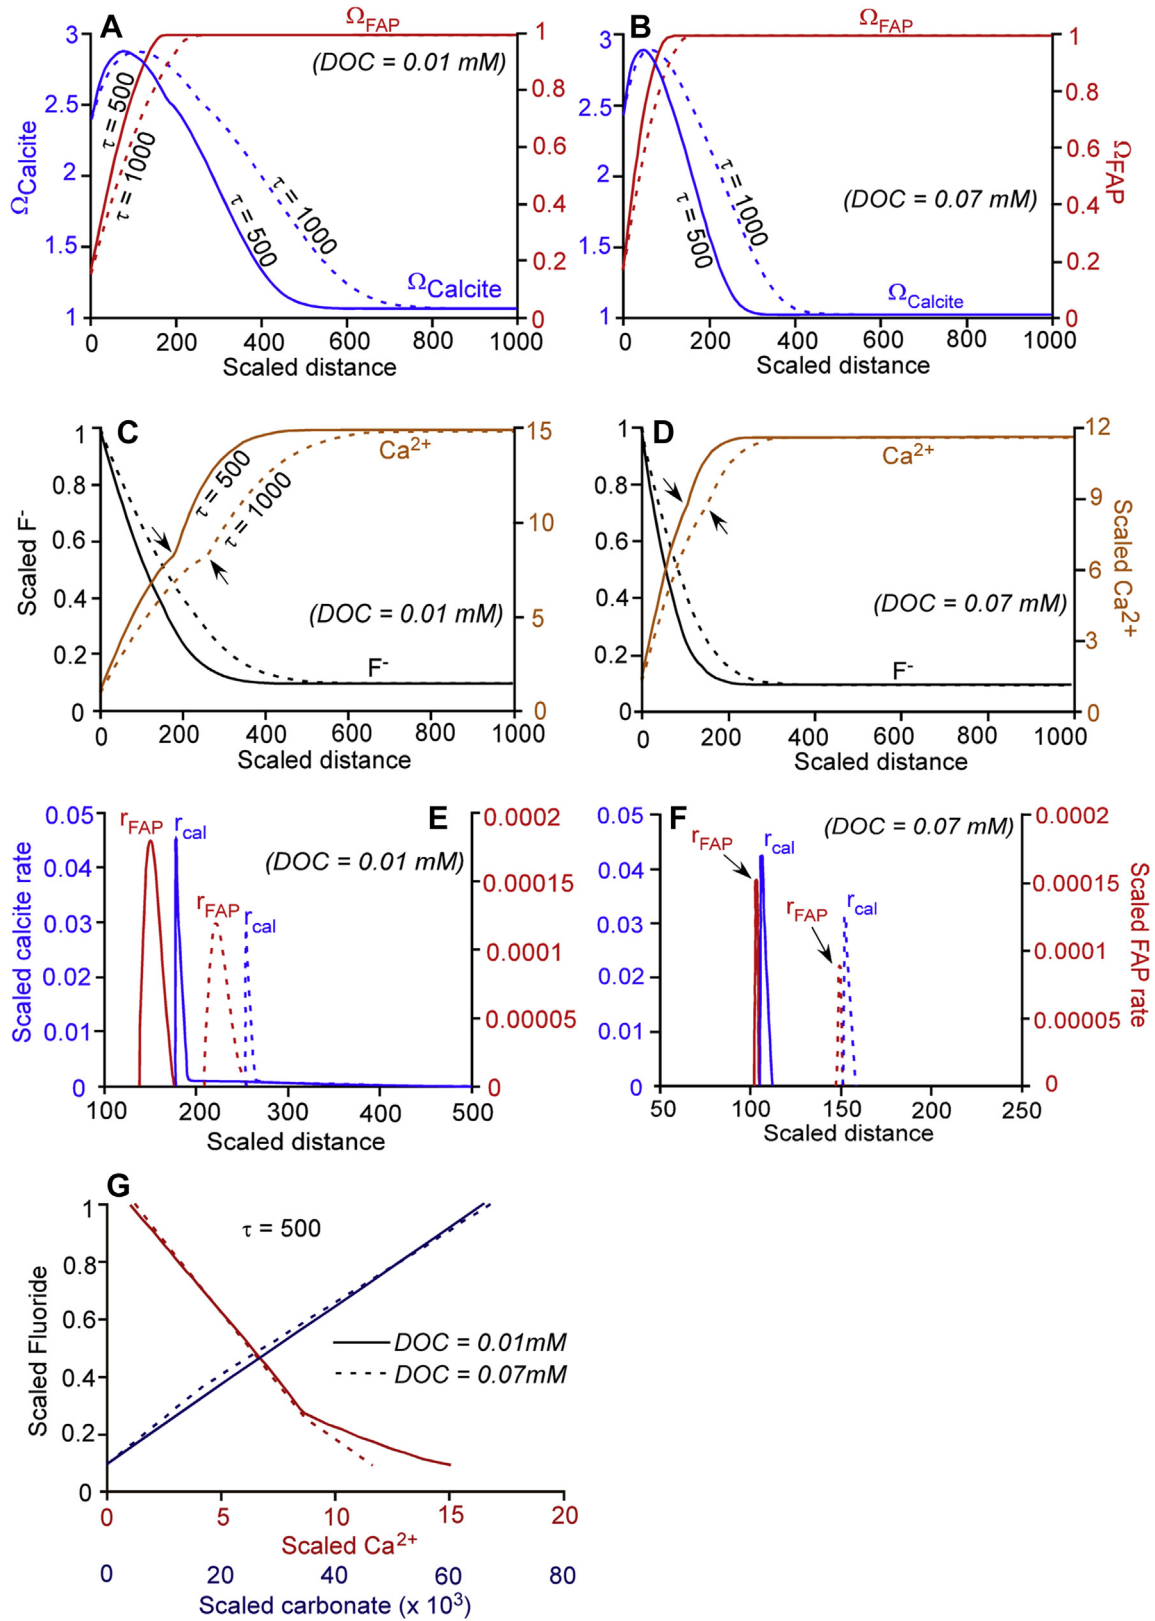 A
Ω_FAP
(DOC = 0.01 mM)
3
2.5
2
1.5
1
Ω_Calcite
1
0.8
0.6
0.4
0.2
0
τ = 500
τ = 1000
τ = 500
τ = 1000
Ω_Calcite
0 200 400 600 800 1000
Scaled distance
B
Ω_FAP
3
2.5
2
1.5
1
1
0.8
0.6
0.4
0.2
0
Ω_FAP
(DOC = 0.07 mM)
τ = 500
τ = 1000
Ω_Calcite
0 200 400 600 800 1000
Scaled distance
C
1
0.8
0.6
0.4
0.2
0
Scaled F⁻
15
10
5
0
Ca²⁺
τ = 500
τ = 1000
(DOC = 0.01 mM)
F⁻
0 200 400 600 800 1000
Scaled distance
D
1
0.8
0.6
0.4
0.2
0
12
9
6
3
0
Scaled Ca²⁺
Ca²⁺
(DOC = 0.07 mM)
F⁻
0 200 400 600 800 1000
Scaled distance
E
0.05
0.04
0.03
0.02
0.01
0
Scaled calcite rate
0.0002
0.00015
0.0001
0.00005
0
r_FAP
r_cal
(DOC = 0.01 mM)
r_FAP
r_cal
100 200 300 400 500
Scaled distance
F
0.05
0.04
0.03
0.02
0.01
0
0.0002
0.00015
0.0001
0.00005
0
Scaled FAP rate
(DOC = 0.07 mM)
r_FAP
r_cal
r_FAP
r_cal
50 100 150 200 250
Scaled distance
G
1
0.8
0.6
0.4
0.2
0
Scaled Fluoride
τ = 500
DOC = 0.01mM
DOC = 0.07mM
0 5 10 15 20
Scaled Ca²⁺
0 20 40 60 80
Scaled carbonate (x 10³)